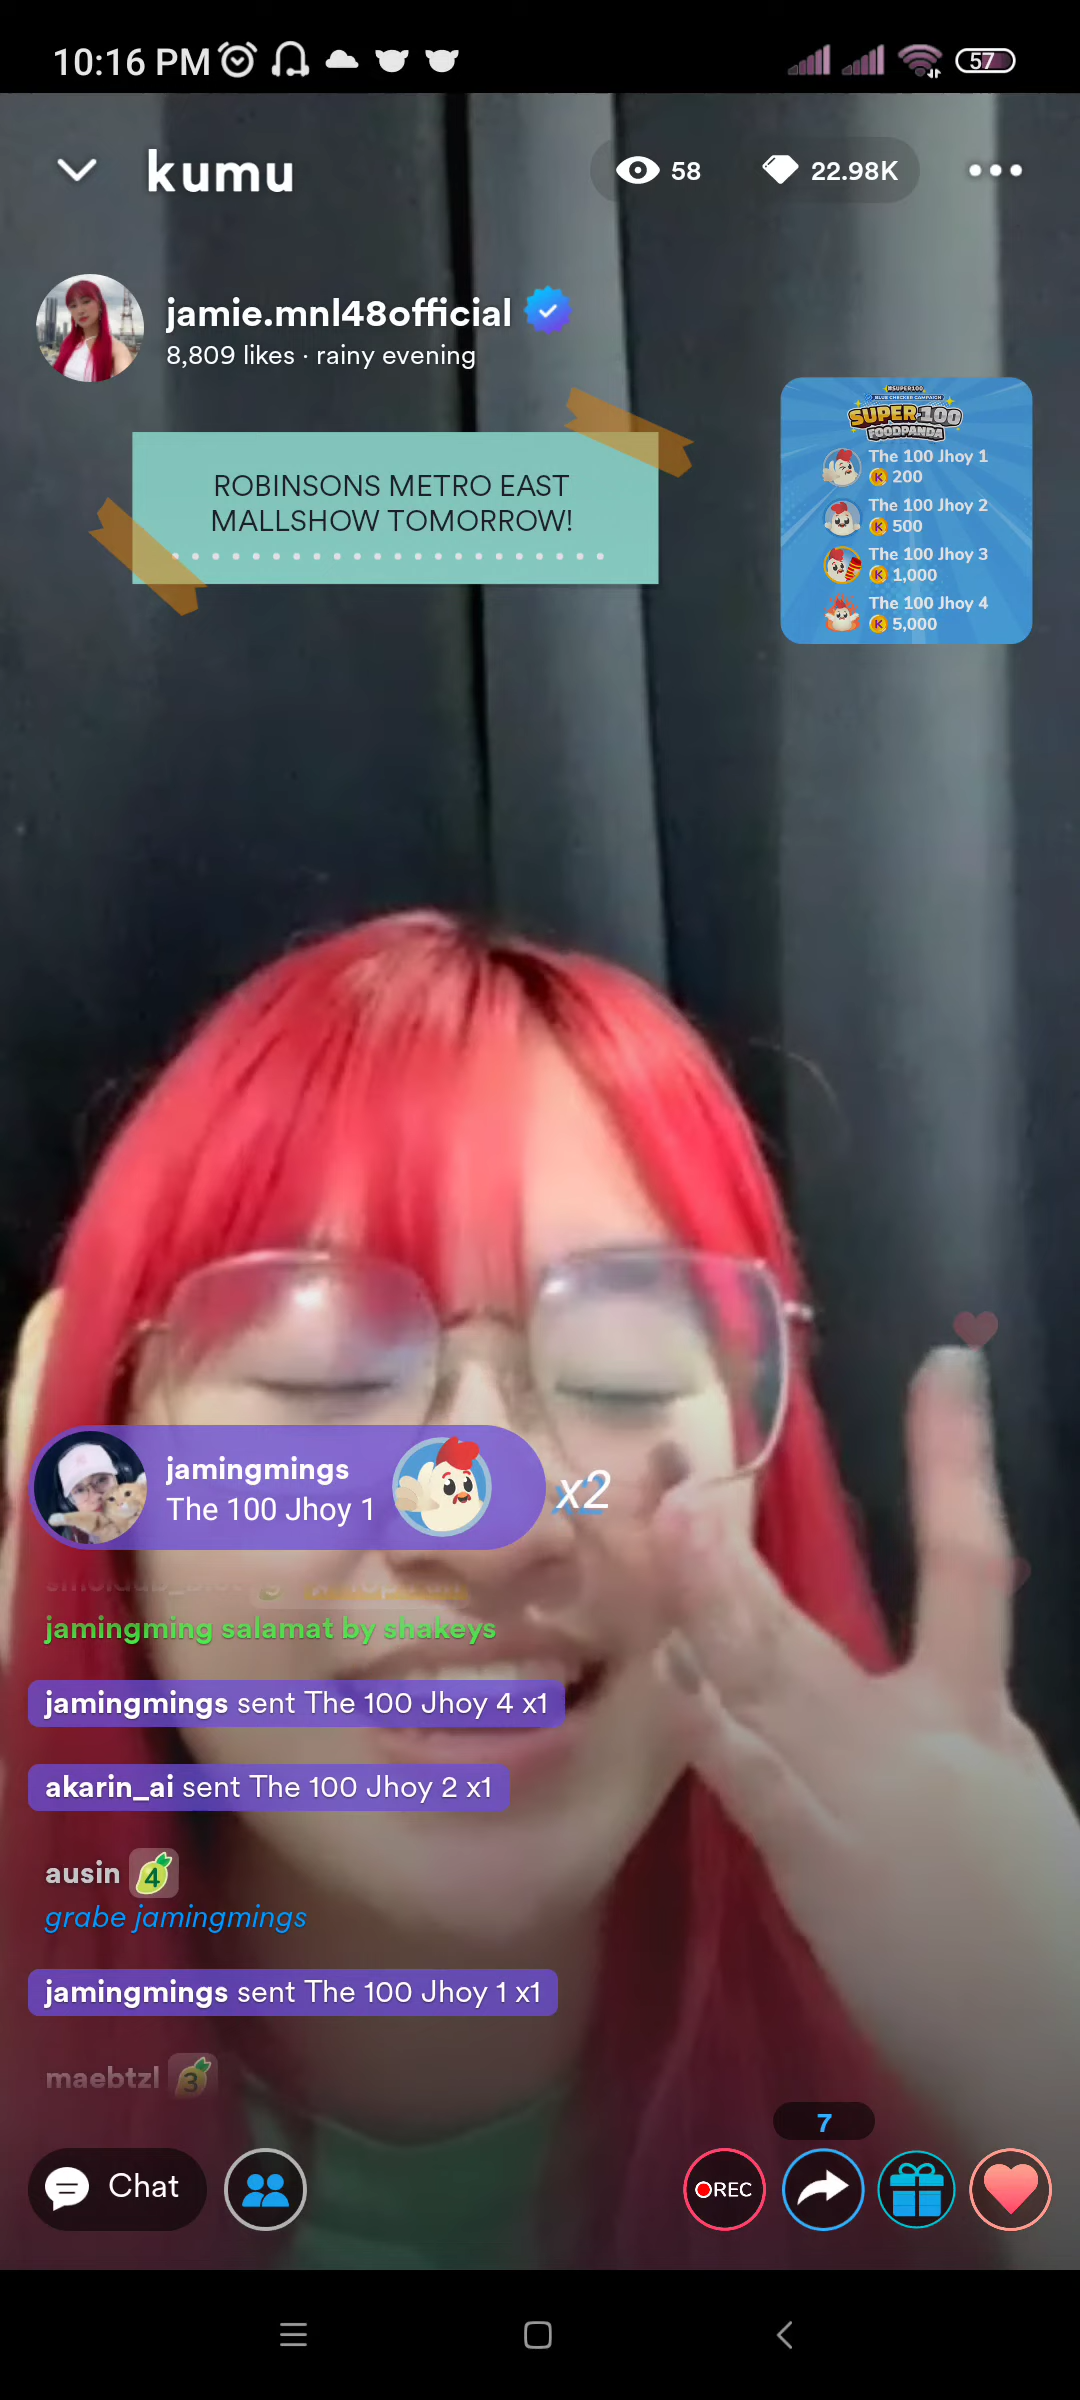 10:16 PM
57
kumu
58
22.98K
jamie.mnl48official
8,809 likes · rainy evening
ROBINSONS METRO EAST
MALLSHOW TOMORROW!
#SUPER100
BLUE CHECKER CAMPAIGN
SUPER 100
FOODPANDA
The 100 Jhoy 1
K 200
The 100 Jhoy 2
K 500
The 100 Jhoy 3
K 1,000
The 100 Jhoy 4
K 5,000
jamingmings
The 100 Jhoy 1
x2
jamingming salamat by shakeys
jamingmings sent The 100 Jhoy 4 x1
akarin_ai sent The 100 Jhoy 2 x1
ausin 4
grabe jamingmings
jamingmings sent The 100 Jhoy 1 x1
maebtzl 3
7
Chat
REC